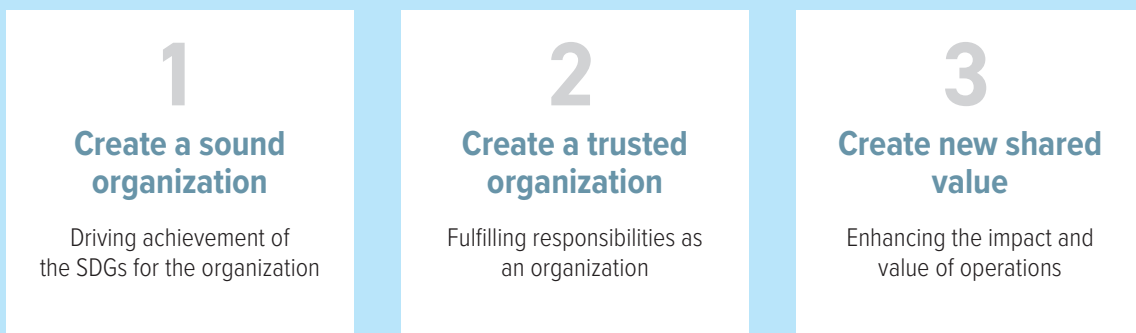 1
Create a sound
organization
Driving achievement of
the SDGs for the organization
2
Create a trusted
organization
Fulfilling responsibilities as
an organization
3
Create new shared
value
Enhancing the impact and
value of operations